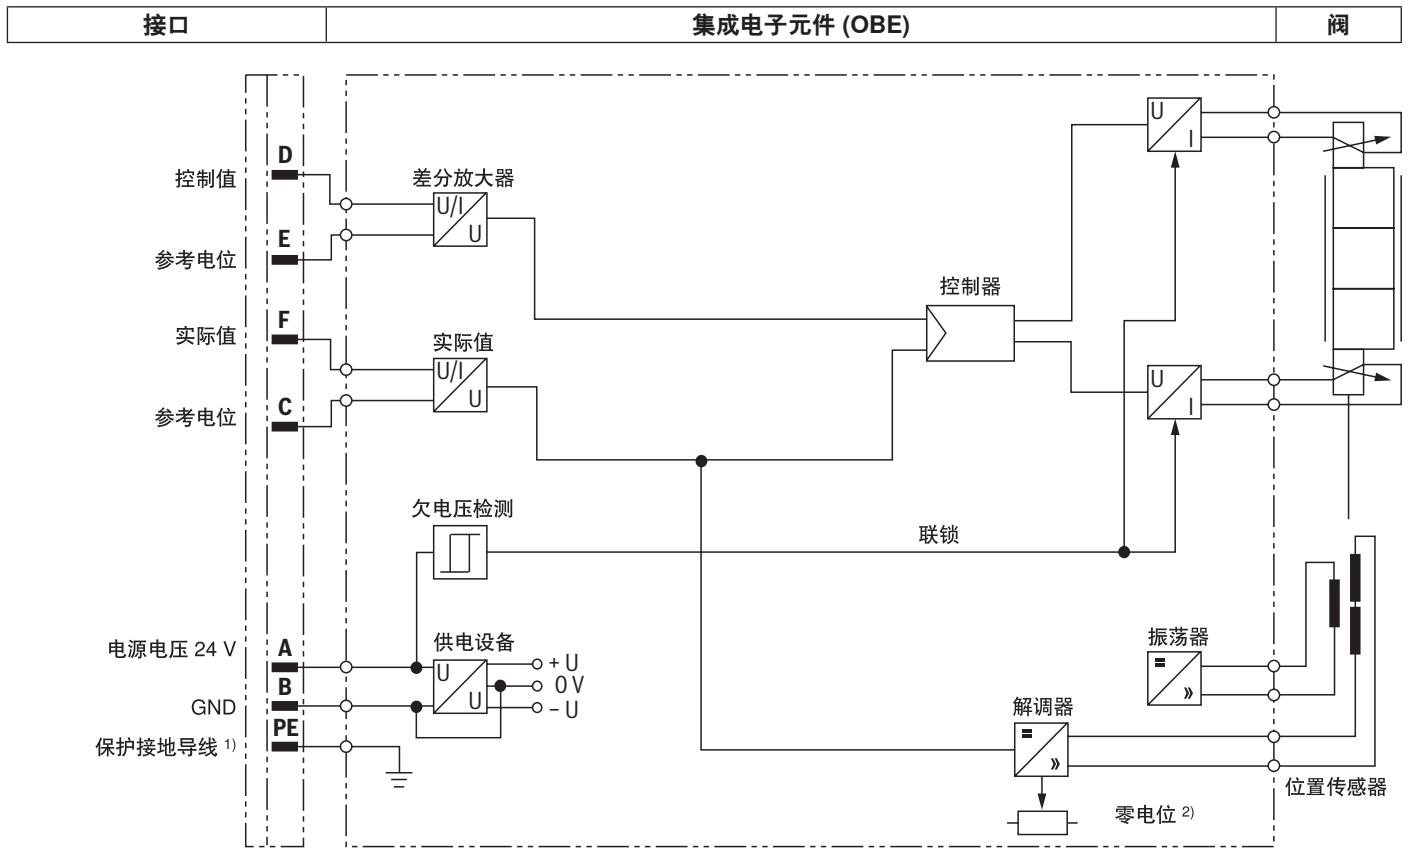 接口
集成电子元件 (OBE)
阀
D
控制值
差分放大器
U/I
U
E
参考电位
U
I
控制器
F
实际值
实际值
U/I
U
C
参考电位
U
I
欠电压检测
联锁
电源电压 24 V
A
供电设备
U
U
+ U
0 V
– U
B
GND
PE
保护接地导线 1)
振荡器
=
»
解调器
=
»
位置传感器
零电位 2)